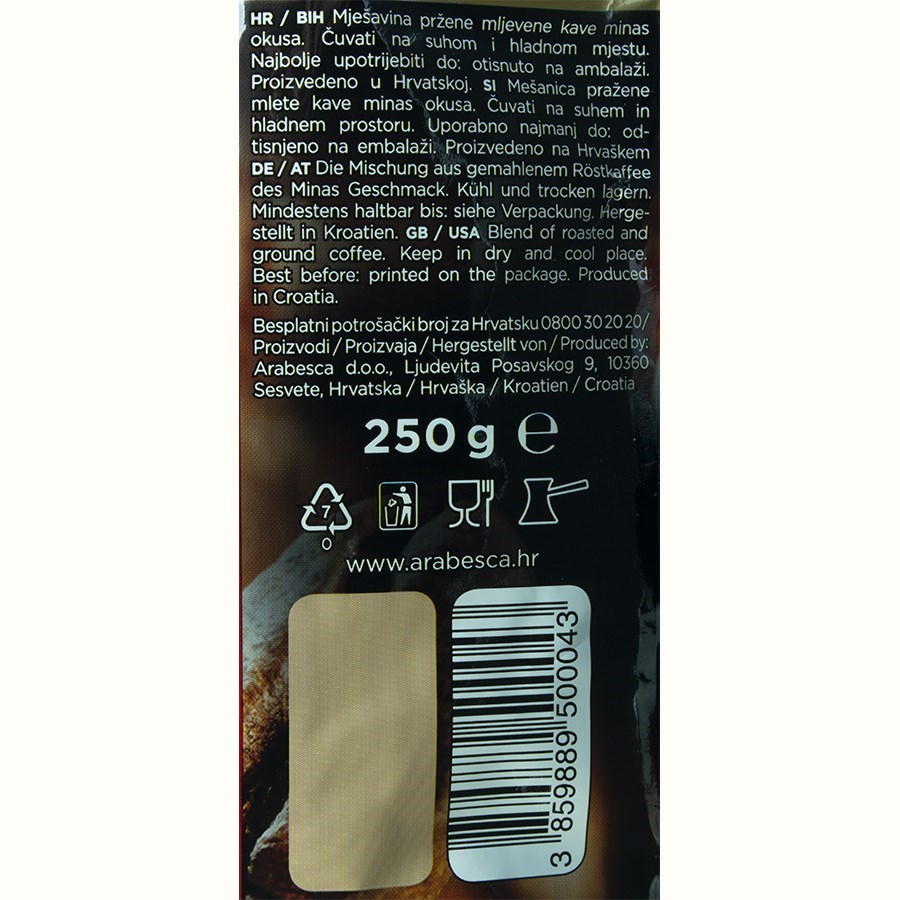 HR / BIH Mješavina pržene mljevene kave minas
okusa. Čuvati na suhom i hladnom mjestu.
Najbolje upotrijebiti do: otisnuto na ambalaži.
Proizvedeno u Hrvatskoj. SI Mešanica pražene
mlete kave minas okusa. Čuvati na suhem in
hladnem prostoru. Uporabno najmanj do: od-
tisnjeno na embalaži. Proizvedeno na Hrvaškem
DE / AT Die Mischung aus gemahlenem Röstkaffee
des Minas Geschmack. Kühl und trocken lagern.
Mindestens haltbar bis: siehe Verpackung. Herge-
stellt in Kroatien. GB / USA Blend of roasted and
ground coffee. Keep in dry and cool place.
Best before: printed on the package. Produced
in Croatia.
Besplatni potrošački broj za Hrvatsku 0800 30 20 20/
Proizvodi / Proizvaja / Hergestellt von / Produced by:
Arabesca d.o.o., Ljudevita Posavskog 9, 10360
Sesvete, Hrvatska / Hrvaška / Kroatien / Croatia
250 g e
7
O
www.arabesca.hr
3 859889 500043